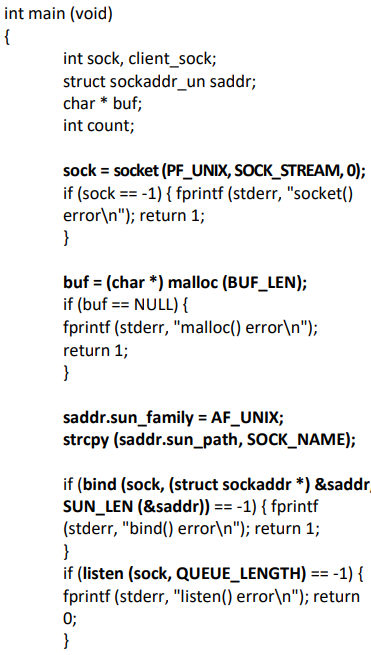 int main (void)
{
int sock, client_sock;
struct sockaddr_un saddr;
char * buf;
int count;
sock = socket (PF_UNIX, SOCK_STREAM, 0);
if (sock == -1) { fprintf (stderr, "socket()
error\n"); return 1;
}
buf = (char *) malloc (BUF_LEN);
if (buf == NULL) {
fprintf (stderr, "malloc() error\n");
return 1;
}
saddr.sun_family = AF_UNIX;
strcpy (saddr.sun_path, SOCK_NAME);
if (bind (sock, (struct sockaddr *) &saddr,
SUN_LEN (&saddr)) == -1) { fprintf
(stderr, "bind() error\n"); return 1;
}
if (listen (sock, QUEUE_LENGTH) == -1) {
fprintf (stderr, "listen() error\n"); return
0;
}